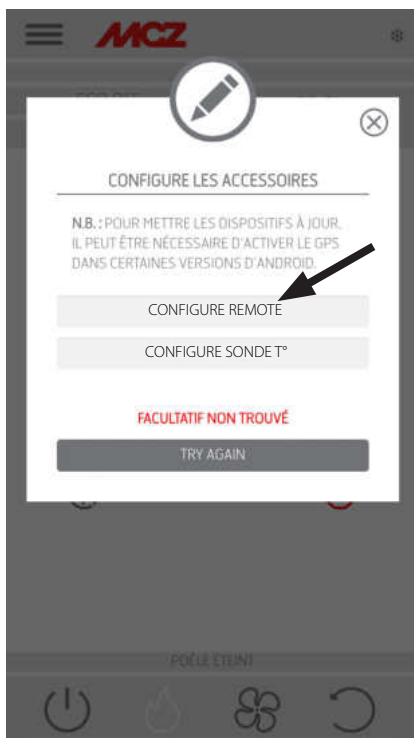 MCZ
CONFIGURE LES ACCESSOIRES
N.B. : POUR METTRE LES DISPOSITIFS À JOUR,
IL PEUT ÊTRE NÉCESSAIRE D'ACTIVER LE GPS
DANS CERTAINES VERSIONS D'ANDROID.
CONFIGURE REMOTE
CONFIGURE SONDE T°
FACULTATIF NON TROUVÉ
TRY AGAIN
POÊLE ÉTEINT